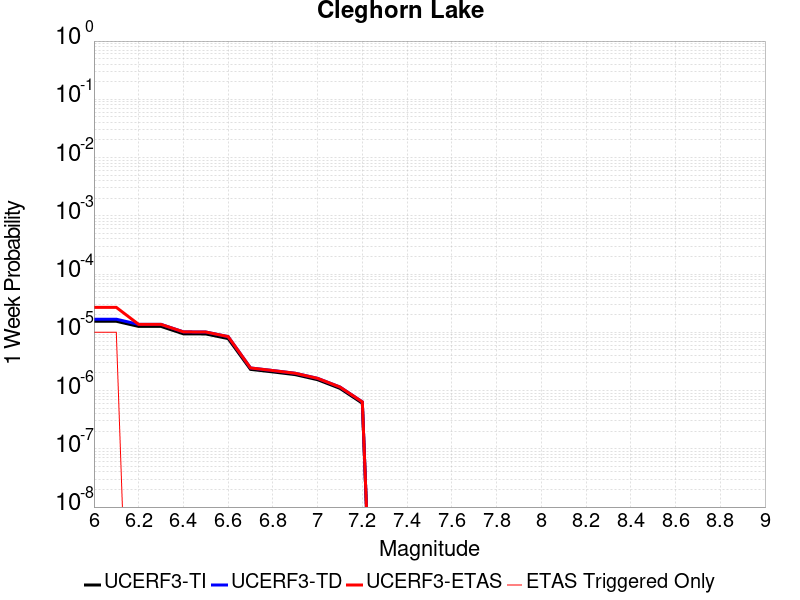 Cleghorn Lake
10^0
10^-1
10^-2
10^-3
10^-4
10^-5
10^-6
10^-7
10^-8
1 Week Probability
6 6.2 6.4 6.6 6.8 7 7.2 7.4 7.6 7.8 8 8.2 8.4 8.6 8.8 9
Magnitude
UCERF3-TI UCERF3-TD UCERF3-ETAS ETAS Triggered Only